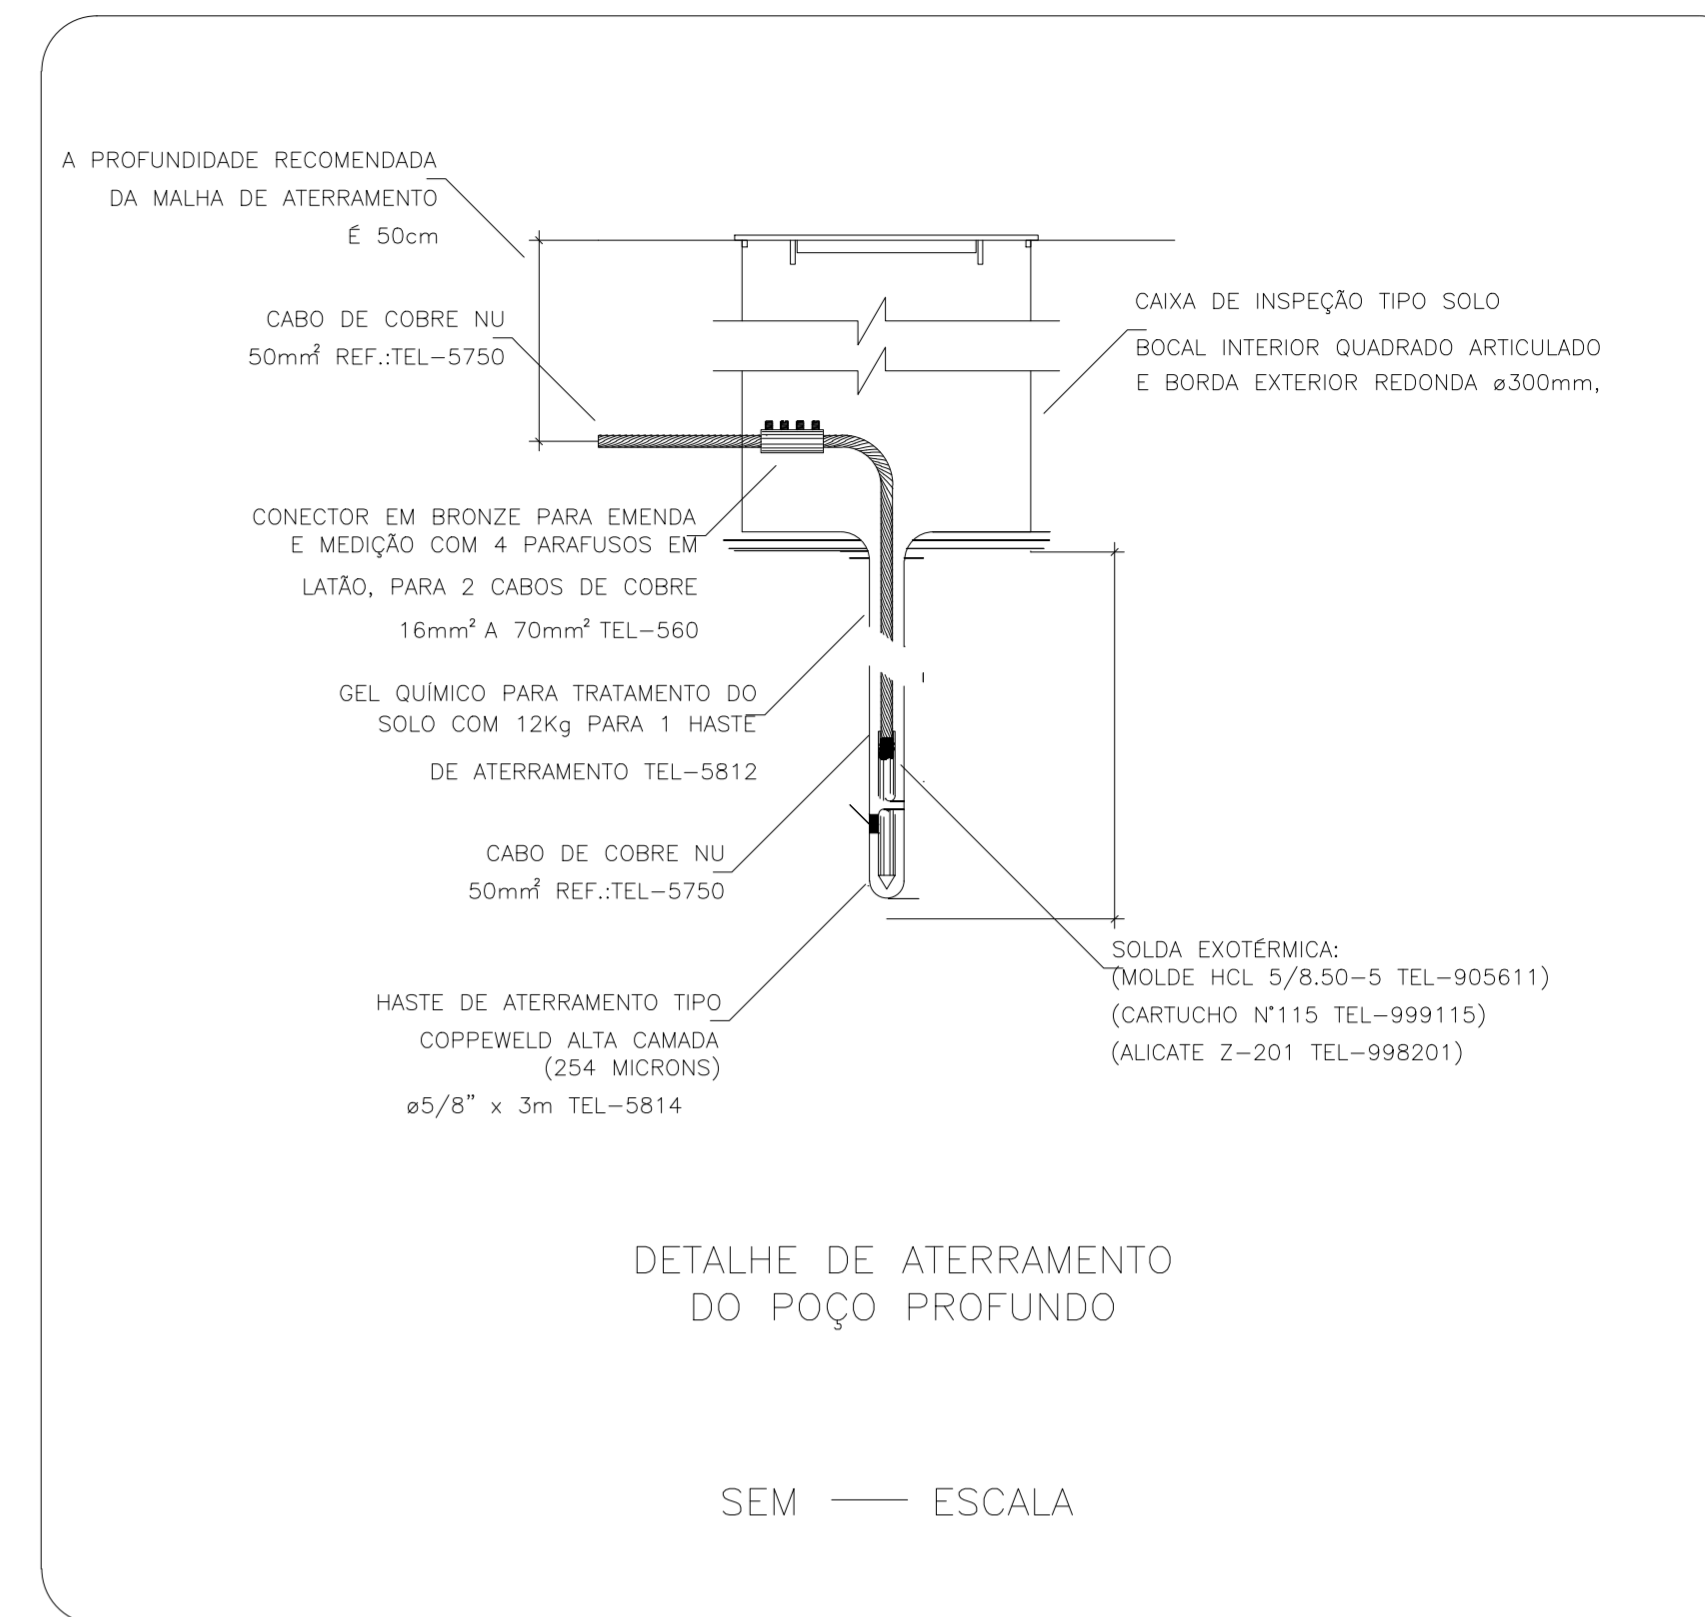 A PROFUNDIDADE RECOMENDADA
DA MALHA DE ATERRAMENTO
É 50cm
CABO DE COBRE NU
50mm² REF.:TEL-5750
CAIXA DE INSPEÇÃO TIPO SOLO
BOCAL INTERIOR QUADRADO ARTICULADO
E BORDA EXTERIOR REDONDA ø300mm,
CONECTOR EM BRONZE PARA EMENDA
E MEDIÇÃO COM 4 PARAFUSOS EM
LATÃO, PARA 2 CABOS DE COBRE
16mm² A 70mm² TEL-560
GEL QUÍMICO PARA TRATAMENTO DO
SOLO COM 12Kg PARA 1 HASTE
DE ATERRAMENTO TEL-5812
CABO DE COBRE NU
50mm² REF.:TEL-5750
SOLDA EXOTÉRMICA:
(MOLDE HCL 5/8.50-5 TEL-905611)
(CARTUCHO N°115 TEL-999115)
(ALICATE Z-201 TEL-998201)
HASTE DE ATERRAMENTO TIPO
COPPEWELD ALTA CAMADA
(254 MICRONS)
ø5/8" x 3m TEL-5814
DETALHE DE ATERRAMENTO
DO POÇO PROFUNDO
SEM — ESCALA